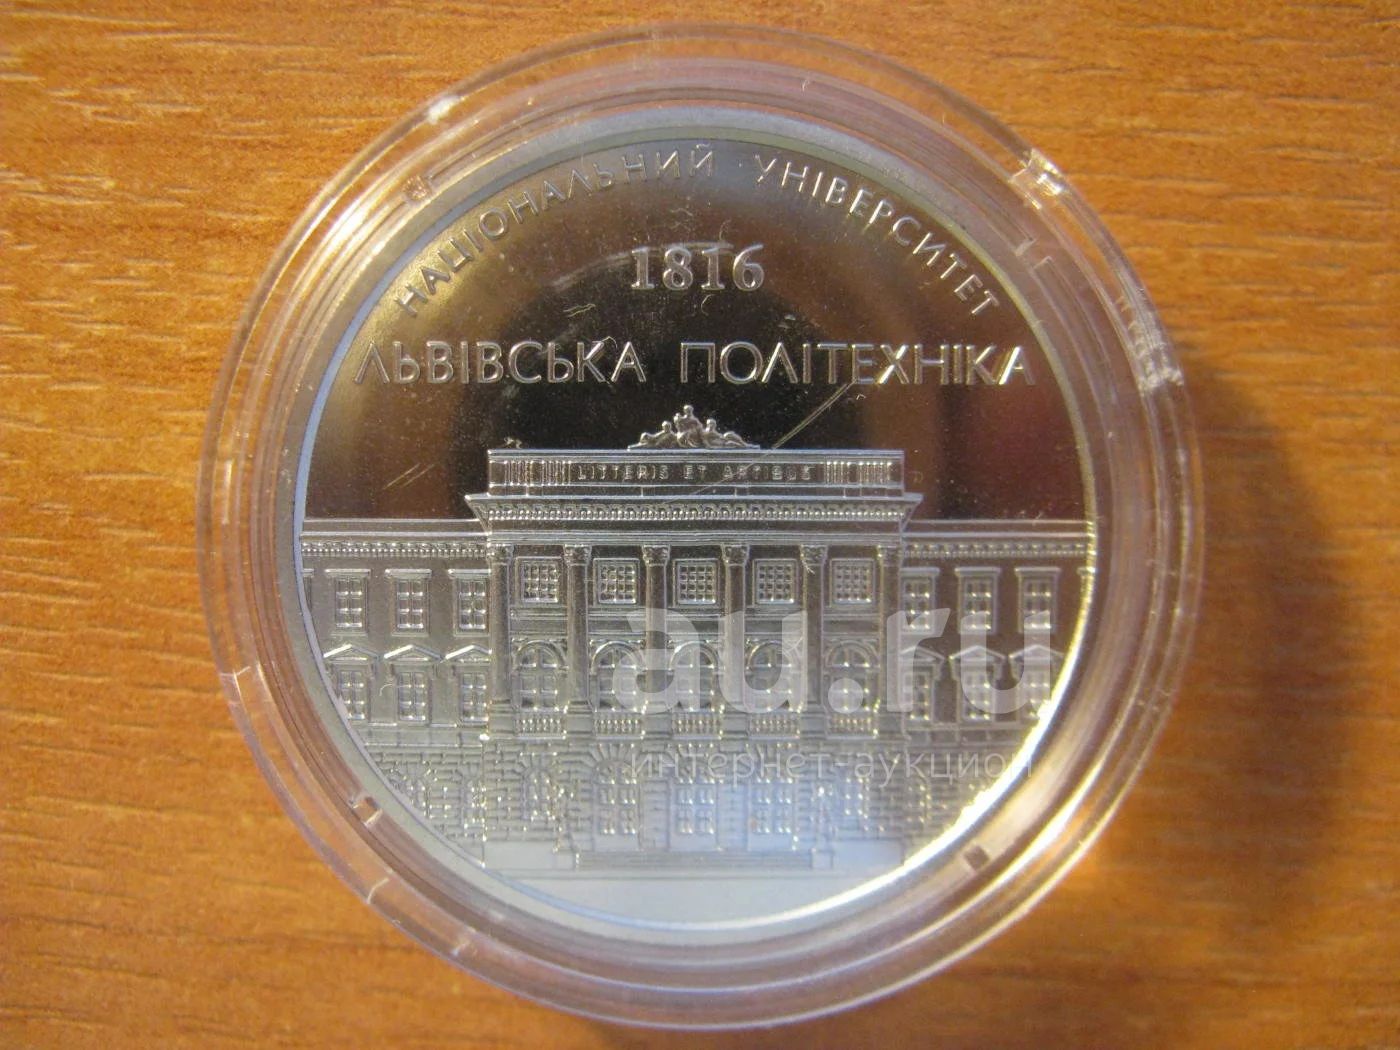 НАЦІОНАЛЬНИЙ УНІВЕРСИТЕТ
1816
ЛЬВІВСЬКА ПОЛІТЕХНІКА
LITTERIS ET ARTIBUS
au.ru
интернет-аукцион